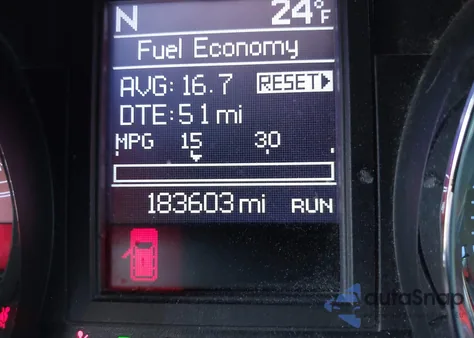 N 24°F
Fuel Economy
AVG: 16.7 RESET
DTE: 51 mi
MPG 15 30
183603 mi RUN
autoSnap